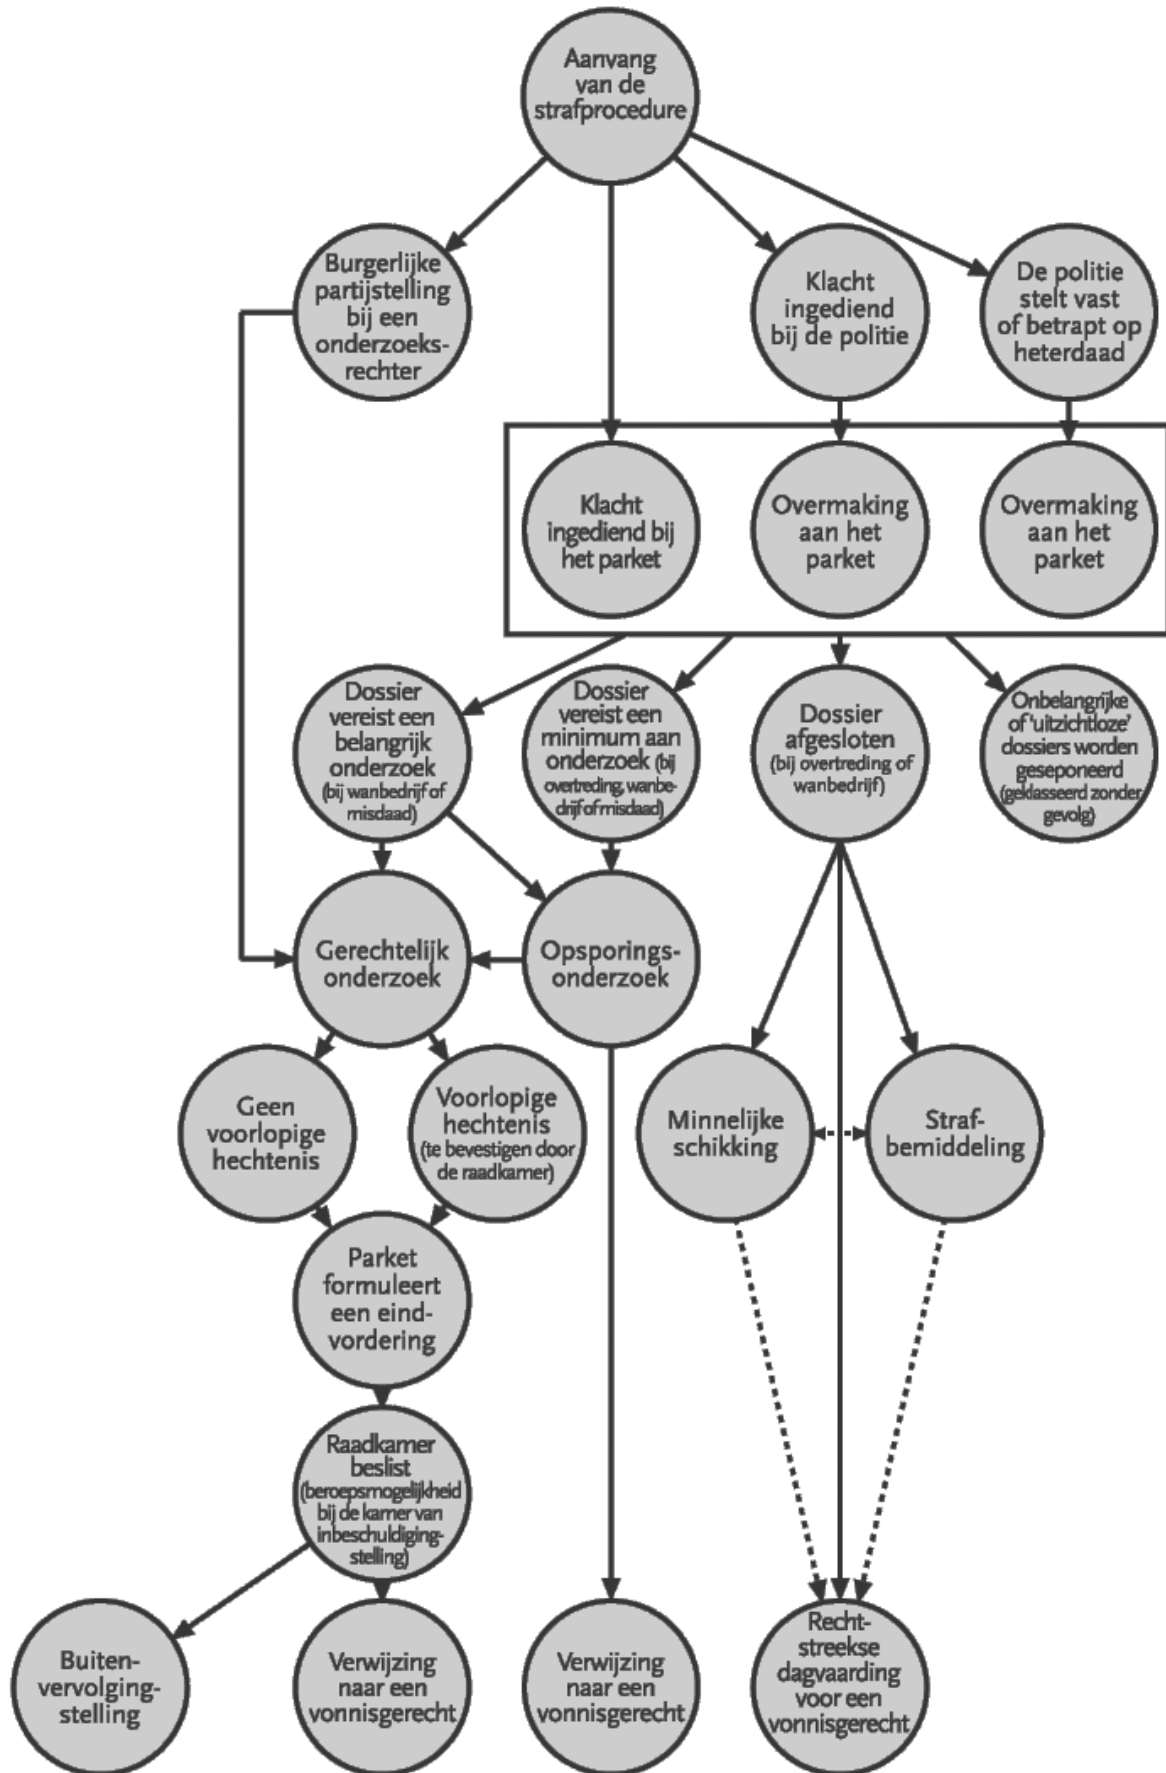 Aanvang
van de
strafprocedure
Burgerlijke
partijstelling
bij een
onderzoeks-
rechter
Klacht
ingediend
bij de politie
De politie
stelt vast
of betrapt op
heterdaad
Klacht
ingediend bij
het parket
Overmaking
aan het
parket
Overmaking
aan het
parket
Dossier
vereist een
belangrijk
onderzoek
(bij wanbedrijf of
misdaad)
Dossier
vereist een
minimum aan
onderzoek (bij
overtreding, wanbe-
drijf of misdaad)
Dossier
afgesloten
(bij overtreding of
wanbedrijf)
Onbelangrijke
of 'uitzichtloze'
dossiers worden
geseponeerd
(geklasseerd zonder
gevolg)
Gerechtelijk
onderzoek
Opsporings-
onderzoek
Geen
voorlopige
hechtenis
Voorlopige
hechtenis
(te bevestigen door
de raadkamer)
Minnelijke
schikking
Straf-
bemiddeling
Parket
formuleert
een eind-
vordering
Raadkamer
beslist
(beroepsmogelijkheid
bij de kamer van
inbeschuldiging-
stelling)
Buiten-
vervolging-
stelling
Verwijzing
naar een
vonnisgerecht
Verwijzing
naar een
vonnisgerecht
Recht-
streekse
dagvaarding
voor een
vonnisgerecht